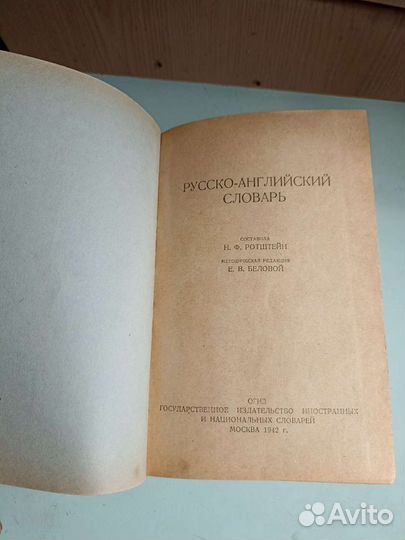 РУССКО-АНГЛИЙСКИЙ
СЛОВАРЬ
СОСТАВИЛА
Н. Ф. РОТШТЕЙН
МЕТОДИЧЕСКАЯ РЕДАКЦИЯ
Е. В. БЕЛОВОЙ
ОГИЗ
ГОСУДАРСТВЕННОЕ ИЗДАТЕЛЬСТВО ИНОСТРАННЫХ
И НАЦИОНАЛЬНЫХ СЛОВАРЕЙ
МОСКВА 1942 г.
Avito